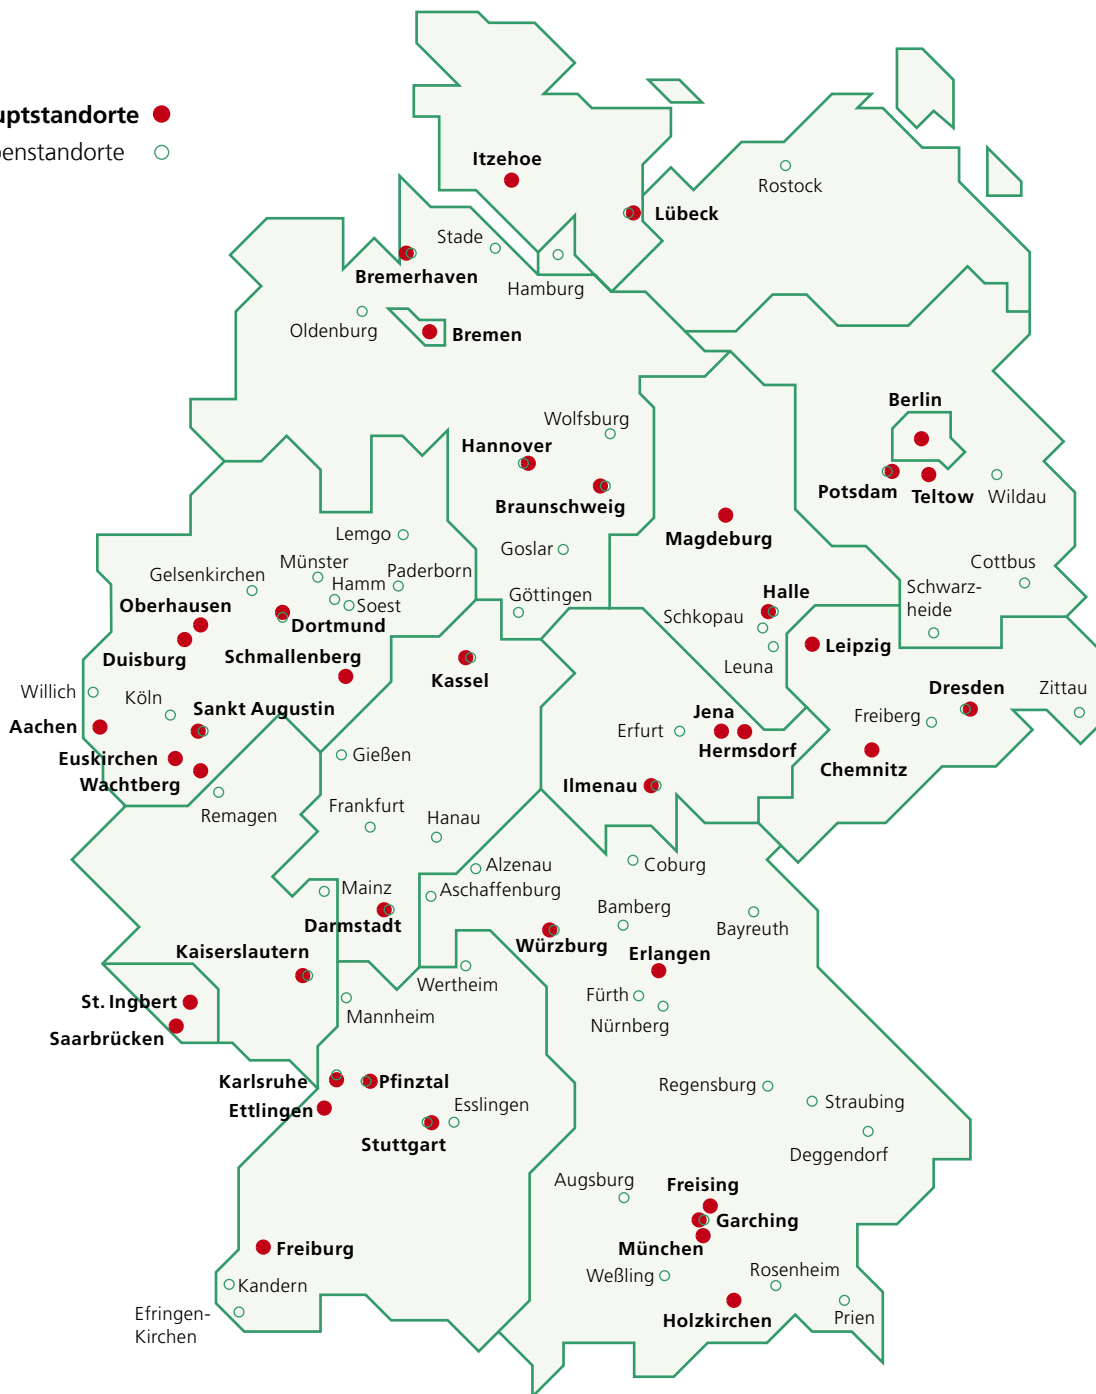 uptstandorte
benstandorte
Itzehoe
Rostock
Lübeck
Stade
Bremerhaven
Hamburg
Oldenburg
Bremen
Berlin
Wolfsburg
Hannover
Potsdam
Teltow
Wildau
Braunschweig
Magdeburg
Lemgo
Goslar
Münster
Cottbus
Gelsenkirchen
Hamm
Paderborn
Schwarz-
heide
Oberhausen
Soest
Göttingen
Halle
Dortmund
Schkopau
Duisburg
Schmallenberg
Leipzig
Leuna
Kassel
Willich
Köln
Sankt Augustin
Dresden
Zittau
Aachen
Jena
Freiberg
Erfurt
Hermsdorf
Euskirchen
Gießen
Chemnitz
Wachtberg
Ilmenau
Remagen
Frankfurt
Hanau
Alzenau
Coburg
Mainz
Aschaffenburg
Bamberg
Darmstadt
Bayreuth
Würzburg
Kaiserslautern
Erlangen
Wertheim
St. Ingbert
Fürth
Mannheim
Nürnberg
Saarbrücken
Karlsruhe
Pfinztal
Regensburg
Ettlingen
Esslingen
Straubing
Stuttgart
Deggendorf
Augsburg
Freising
Garching
Freiburg
München
Weßling
Rosenheim
Kandern
Efringen-
Kirchen
Holzkirchen
Prien